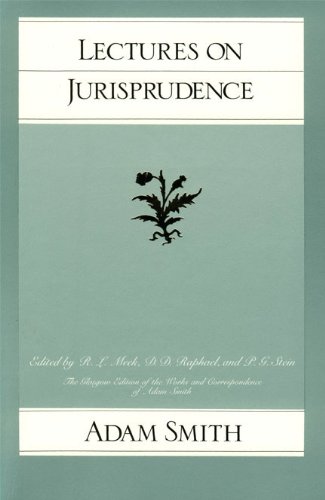 LECTURES ON
JURISPRUDENCE
Edited by R. L. Meek, D. D. Raphael, and P. G. Stein
The Glasgow Edition of the Works and Correspondence
of Adam Smith
ADAM SMITH